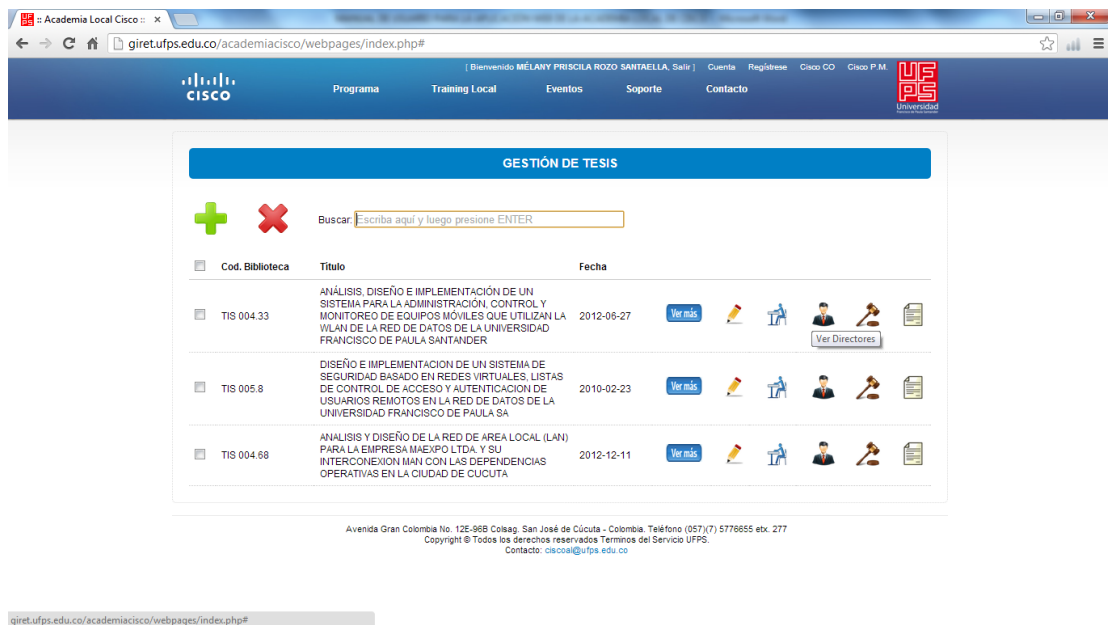 :: Academia Local Cisco ::
giret.ufps.edu.co/academiacisco/webpages/index.php#
[ Bienvenido MÉLANY PRISCILA ROZO SANTAELLA, Salir ] Cuenta Regístrese Cisco CO Cisco P.M.
CISCO
Programa Training Local Eventos Soporte Contacto
UFPS
Universidad
GESTIÓN DE TESIS
Buscar: Escriba aquí y luego presione ENTER
Cod. Biblioteca Título Fecha
ANÁLISIS, DISEÑO E IMPLEMENTACIÓN DE UN
SISTEMA PARA LA ADMINISTRACIÓN, CONTROL Y
TIS 004.33 MONITOREO DE EQUIPOS MÓVILES QUE UTILIZAN LA 2012-06-27 Ver más
WLAN DE LA RED DE DATOS DE LA UNIVERSIDAD
FRANCISCO DE PAULA SANTANDER
Ver Directores
DISEÑO E IMPLEMENTACION DE UN SISTEMA DE
SEGURIDAD BASADO EN REDES VIRTUALES, LISTAS
TIS 005.8 DE CONTROL DE ACCESO Y AUTENTICACION DE 2010-02-23 Ver más
USUARIOS REMOTOS EN LA RED DE DATOS DE LA
UNIVERSIDAD FRANCISCO DE PAULA SA
ANALISIS Y DISEÑO DE LA RED DE AREA LOCAL (LAN)
PARA LA EMPRESA MAEXPO LTDA. Y SU
TIS 004.68 INTERCONEXION MAN CON LAS DEPENDENCIAS 2012-12-11 Ver más
OPERATIVAS EN LA CIUDAD DE CUCUTA
Avenida Gran Colombia No. 12E-96B Colsag. San José de Cúcuta - Colombia. Teléfono (057)(7) 5776655 etx. 277
Copyright © Todos los derechos reservados Terminos del Servicio UFPS.
Contacto: ciscoal@ufps.edu.co
giret.ufps.edu.co/academiacisco/webpages/index.php#